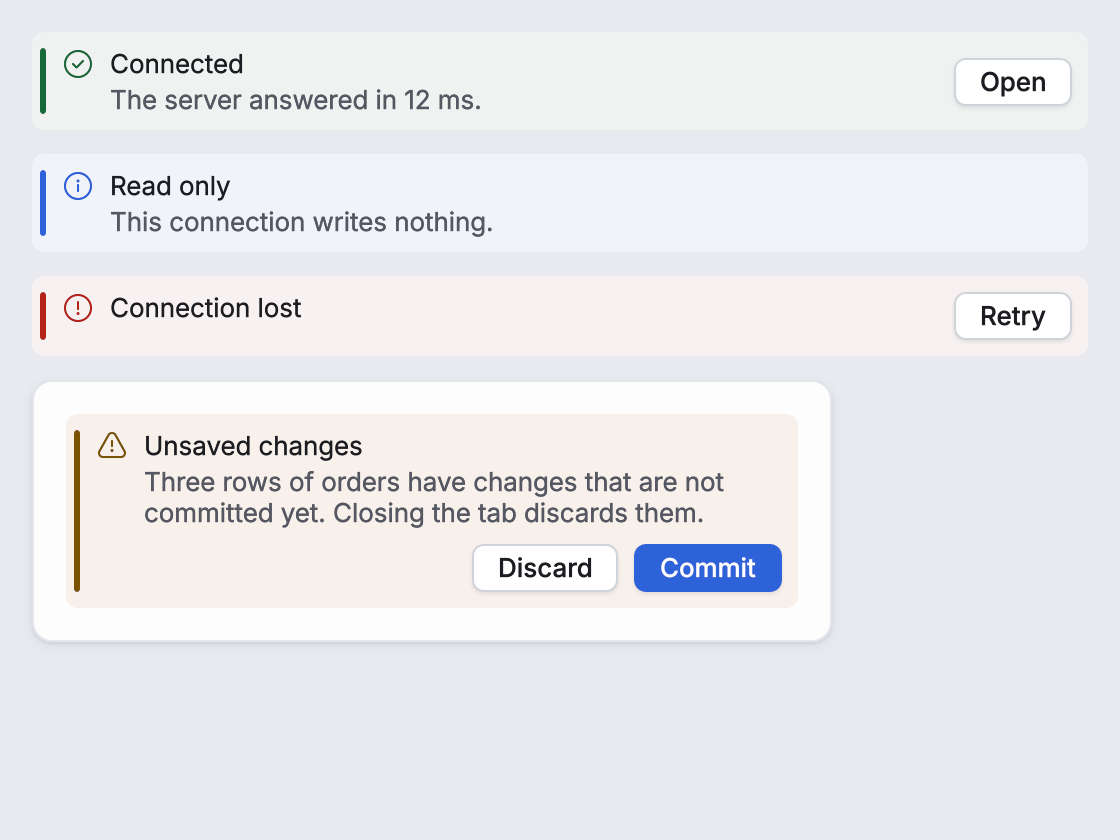 Connected
The server answered in 12 ms.
Open
Read only
This connection writes nothing.
Connection lost
Retry
Unsaved changes
Three rows of orders have changes that are not
committed yet. Closing the tab discards them.
Discard
Commit